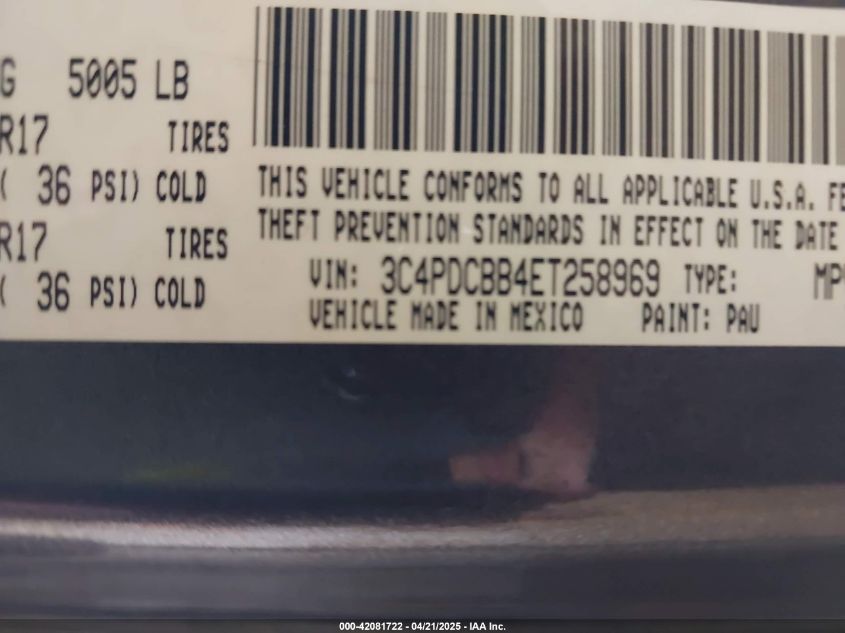 G 5005 LB
R17 TIRES
( 36 PSI) COLD
R17 TIRES
( 36 PSI) COLD
THIS VEHICLE CONFORMS TO ALL APPLICABLE U.S.A. FE
THEFT PREVENTION STANDARDS IN EFFECT ON THE DATE
VIN: 3C4PDCBB4ET258969 TYPE: MP
VEHICLE MADE IN MEXICO PAINT: PAU
000-42081722 - 04/21/2025 - IAA Inc.